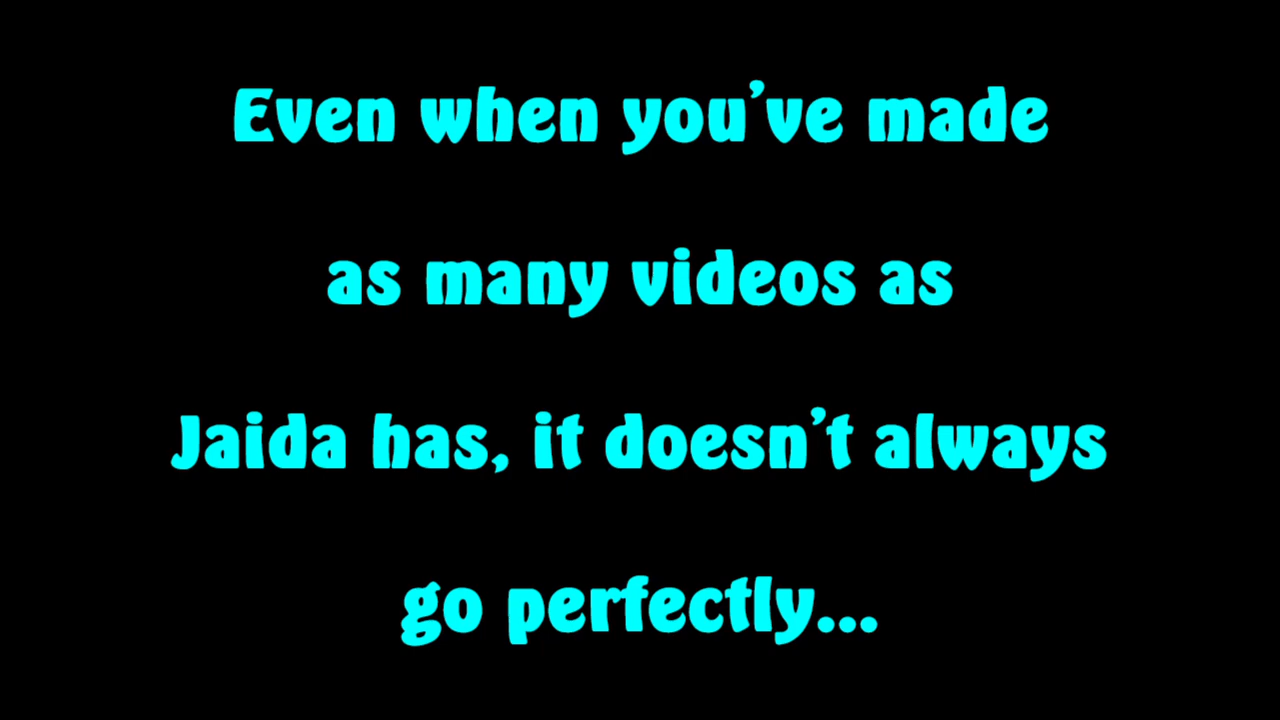 Even when you’ve made
as many videos as
Jaida has, it doesn’t always
go perfectly...